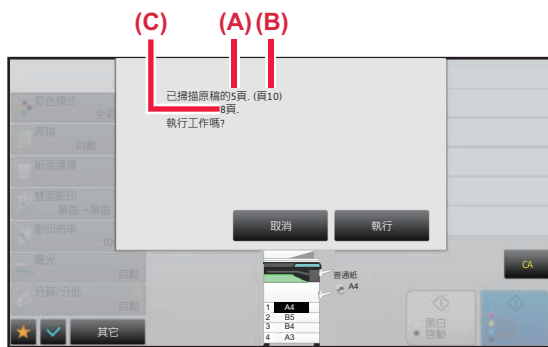 (C) (A) (B)
已掃描原稿的5頁. (頁10)
8頁.
執行工作嗎?
彩色模式
全彩
原稿
自動
紙張選擇
雙面影印
單面→單面
影印倍率
10
曝光
自動
分頁/分批
自動
取消
執行
CA
普通紙
A4
1 A4
2 B5
3 B4
4 A3
其它
黑白
啓動
啓動